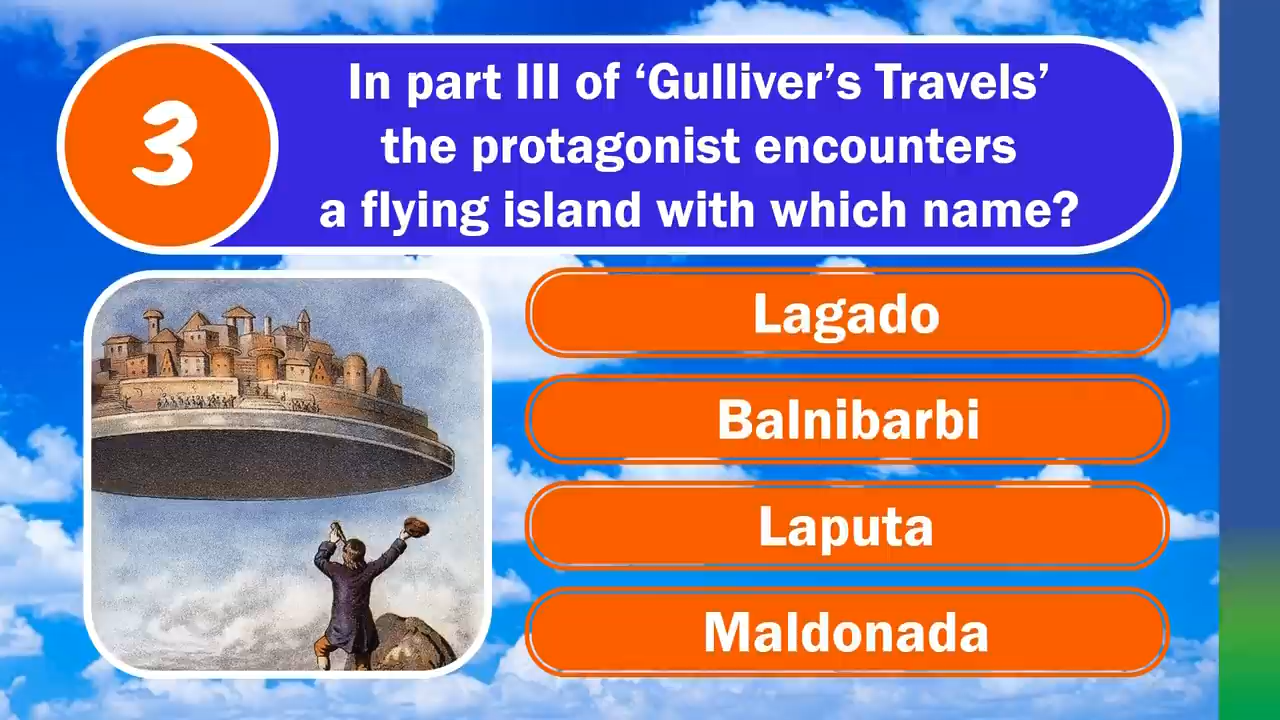 3
In part III of ‘Gulliver’s Travels’
the protagonist encounters
a flying island with which name?
Lagado
Balnibarbi
Laputa
Maldonada